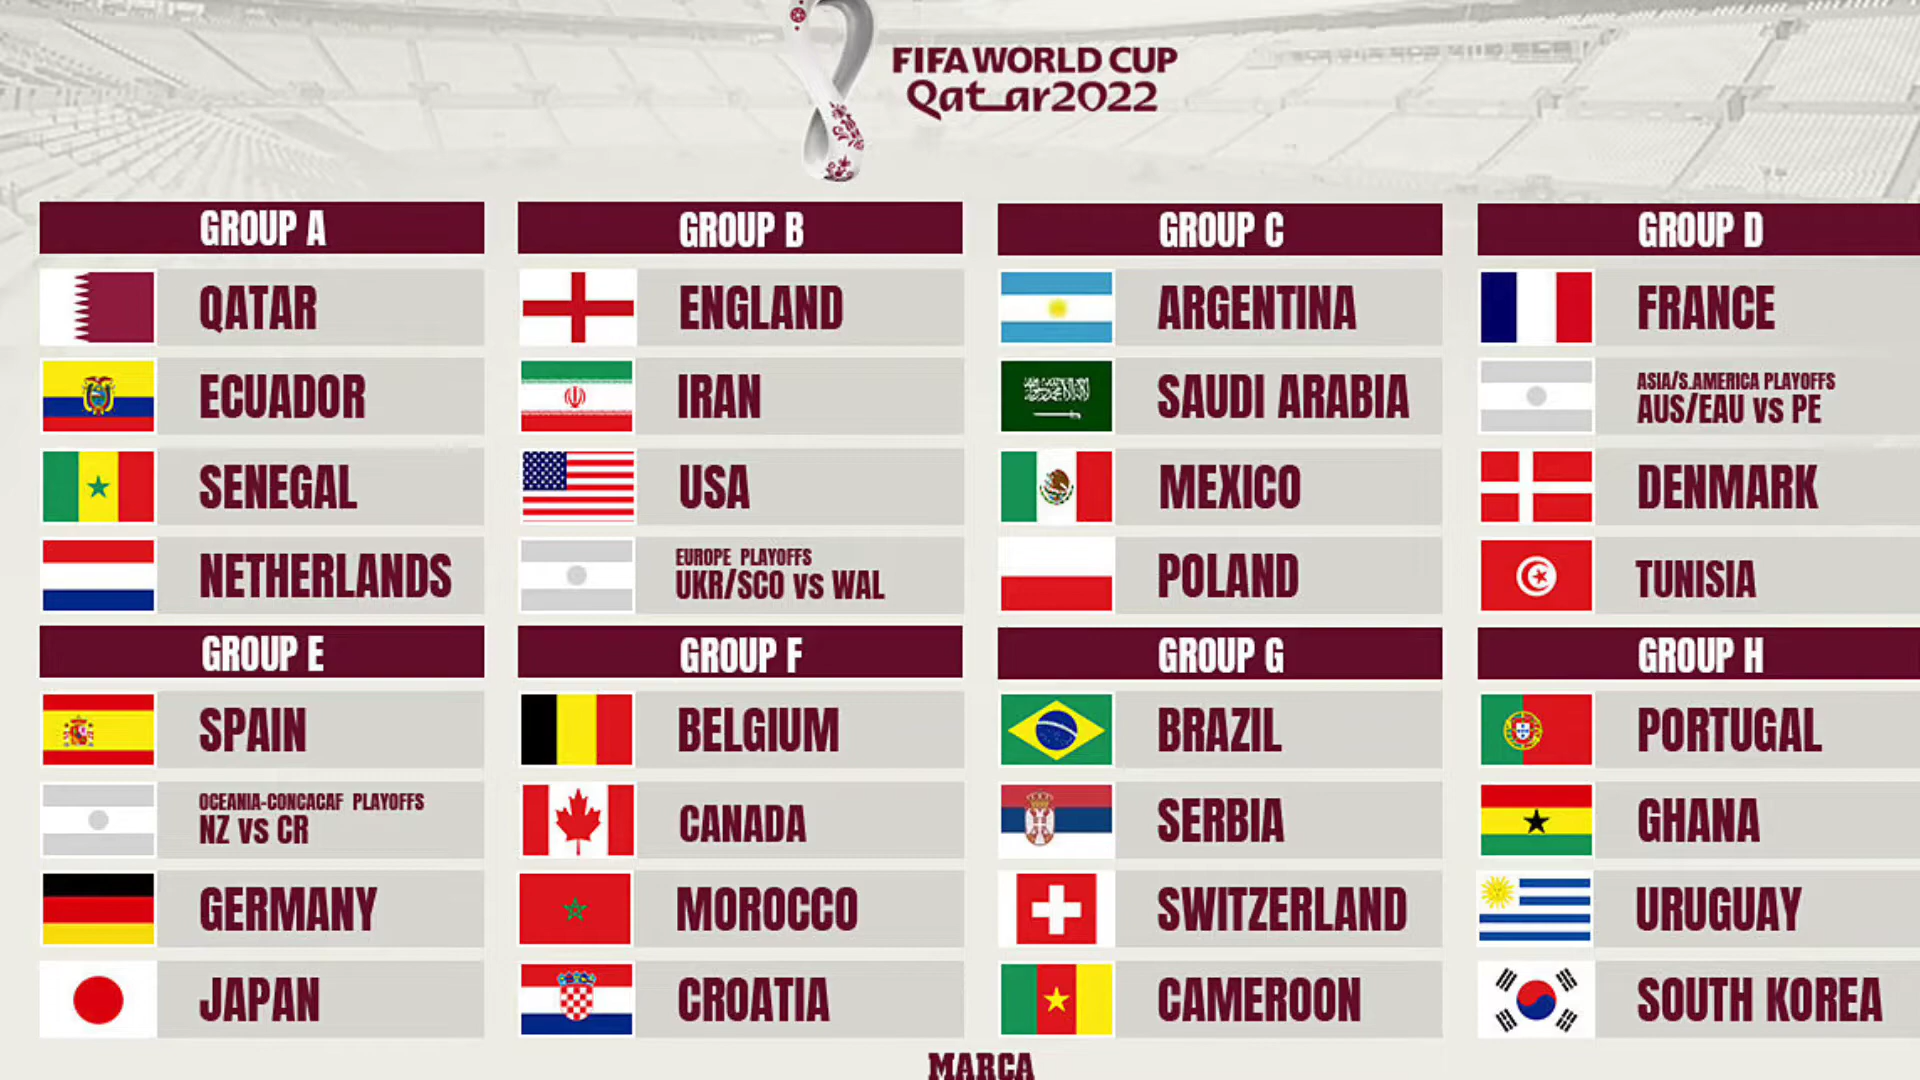 FIFA WORLD CUP
Qatar2022
GROUP A
QATAR
ECUADOR
SENEGAL
NETHERLANDS
GROUP B
ENGLAND
IRAN
USA
EUROPE PLAYOFFS
UKR/SCO VS WAL
GROUP C
ARGENTINA
SAUDI ARABIA
MEXICO
POLAND
GROUP D
FRANCE
ASIA/S.AMERICA PLAYOFFS
AUS/EAU VS PE
DENMARK
TUNISIA
GROUP E
SPAIN
OCEANIA-CONCACAF PLAYOFFS
NZ VS CR
GERMANY
JAPAN
GROUP F
BELGIUM
CANADA
MOROCCO
CROATIA
GROUP G
BRAZIL
SERBIA
SWITZERLAND
CAMEROON
GROUP H
PORTUGAL
GHANA
URUGUAY
SOUTH KOREA
MARCA